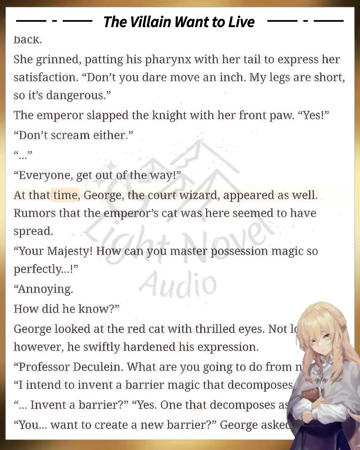 The Villain Want to Live
back.
She grinned, patting his pharynx with her tail to express her
satisfaction. “Don’t you dare move an inch. My legs are short,
so it’s dangerous.”
The emperor slapped the knight with her front paw. “Yes!”
“Don’t scream either.”
“...”
“Everyone, get out of the way!”
At that time, George, the court wizard, appeared as well.
Rumors that the emperor’s cat was here seemed to have
spread.
“Your Majesty! How can you master possession magic so
perfectly...!”
“Annoying.
How did he know?”
George looked at the red cat with thrilled eyes. Not
however, he swiftly hardened his expression.
“Professor Deculein. What are you going to do from
“I intend to invent a barrier magic that decomposes
“... Invent a barrier?” “Yes. One that decomposes as
“You... want to create a new barrier?” George asked
Light Novel
Audio